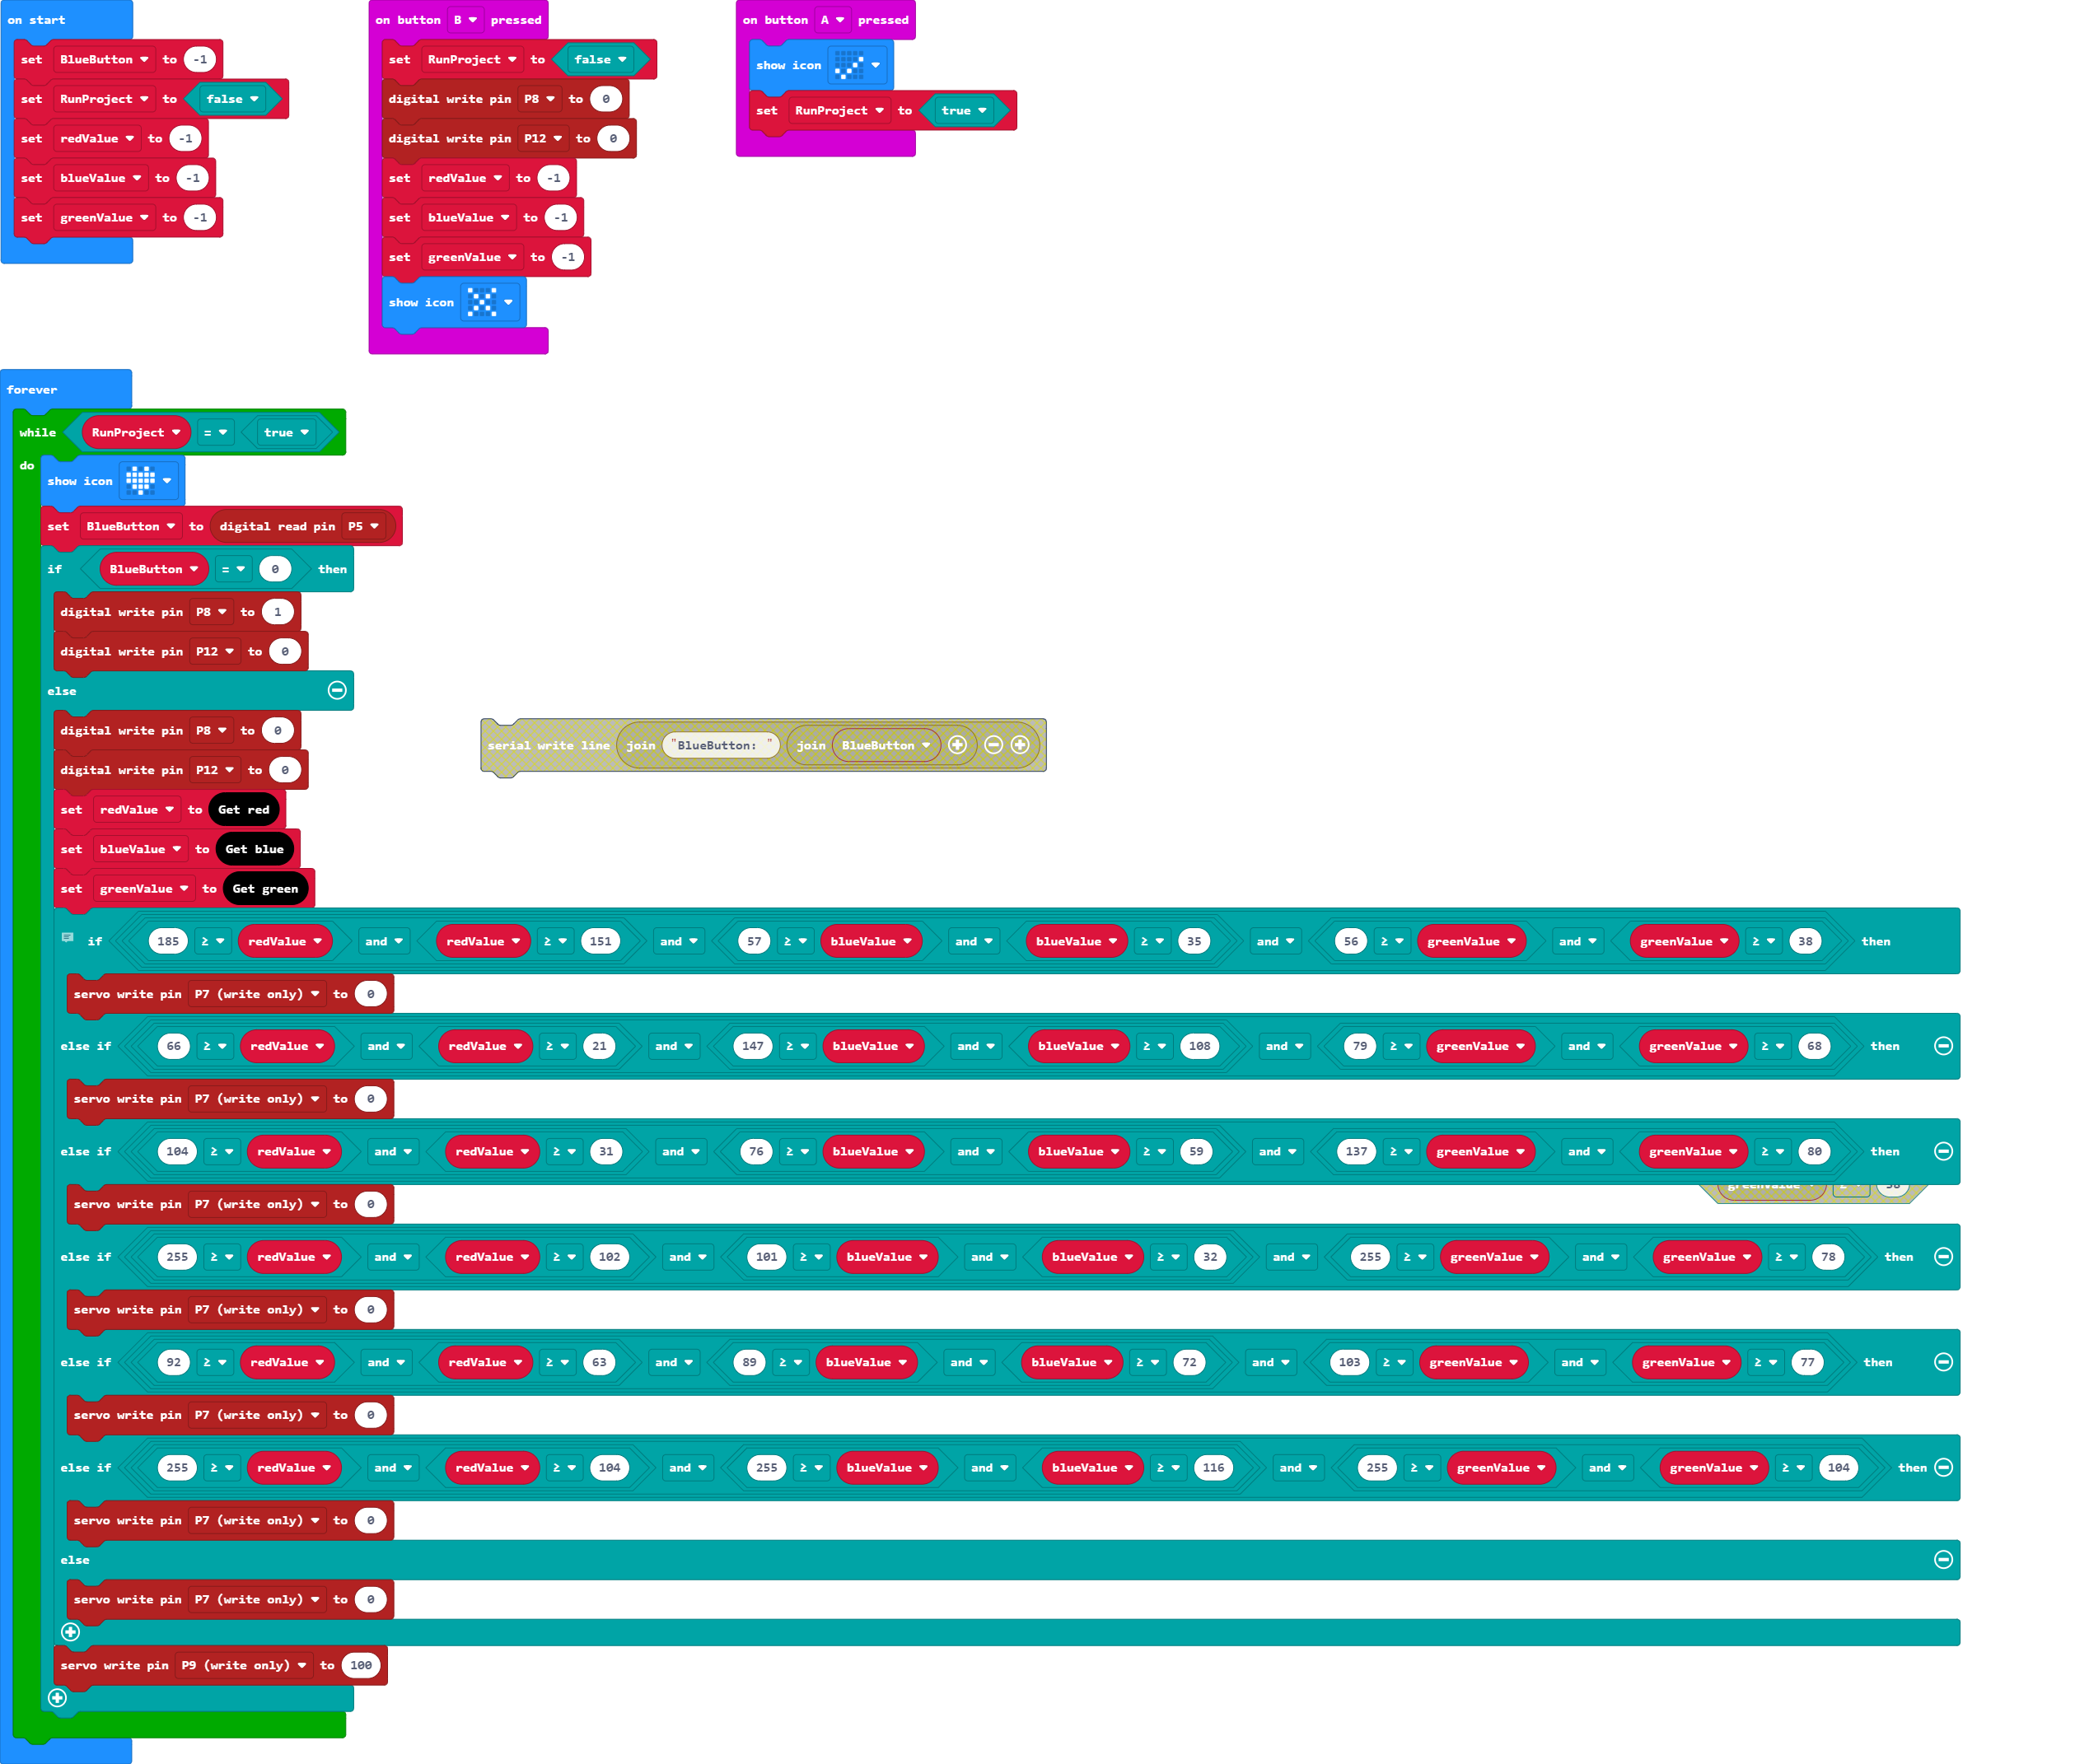 on start
set BlueButton to -1
set RunProject to false
set redValue to -1
set blueValue to -1
set greenValue to -1
on button B pressed
set RunProject to false
digital write pin P8 to 0
digital write pin P12 to 0
set redValue to -1
set blueValue to -1
set greenValue to -1
show icon
on button A pressed
show icon
set RunProject to true
forever
while RunProject = true
do
show icon
set BlueButton to digital read pin P5
if BlueButton = 0 then
digital write pin P8 to 1
digital write pin P12 to 0
else
digital write pin P8 to 0
digital write pin P12 to 0
set redValue to Get red
set blueValue to Get blue
set greenValue to Get green
if 185 ≥ redValue and redValue ≥ 151 and 57 ≥ blueValue and blueValue ≥ 35 and 56 ≥ greenValue and greenValue ≥ 38 then
servo write pin P7 (write only) to 0
else if 66 ≥ redValue and redValue ≥ 21 and 147 ≥ blueValue and blueValue ≥ 108 and 79 ≥ greenValue and greenValue ≥ 68 then
servo write pin P7 (write only) to 0
else if 104 ≥ redValue and redValue ≥ 31 and 76 ≥ blueValue and blueValue ≥ 59 and 137 ≥ greenValue and greenValue ≥ 80 then
servo write pin P7 (write only) to 0
else if 255 ≥ redValue and redValue ≥ 102 and 101 ≥ blueValue and blueValue ≥ 32 and 255 ≥ greenValue and greenValue ≥ 78 then
servo write pin P7 (write only) to 0
else if 92 ≥ redValue and redValue ≥ 63 and 89 ≥ blueValue and blueValue ≥ 72 and 103 ≥ greenValue and greenValue ≥ 77 then
servo write pin P7 (write only) to 0
else if 255 ≥ redValue and redValue ≥ 104 and 255 ≥ blueValue and blueValue ≥ 116 and 255 ≥ greenValue and greenValue ≥ 104 then
servo write pin P7 (write only) to 0
else
servo write pin P7 (write only) to 0
servo write pin P9 (write only) to 100
serial write line join "BlueButton: " join BlueButton